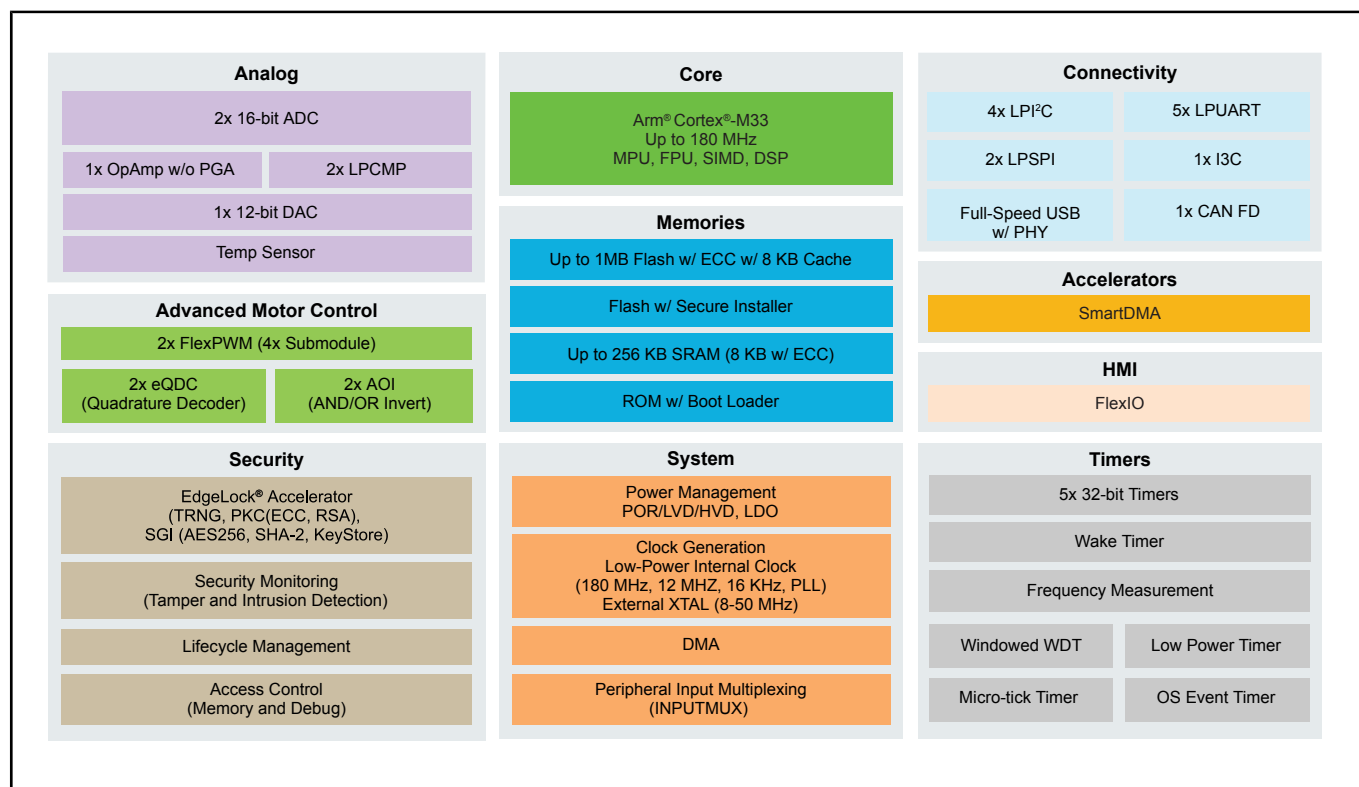 Analog
2x 16-bit ADC
1x OpAmp w/o PGA
2x LPCMP
1x 12-bit DAC
Temp Sensor
Advanced Motor Control
2x FlexPWM (4x Submodule)
2x eQDC
(Quadrature Decoder)
2x AOI
(AND/OR Invert)
Security
EdgeLock® Accelerator
(TRNG, PKC(ECC, RSA),
SGI (AES256, SHA-2, KeyStore)
Security Monitoring
(Tamper and Intrusion Detection)
Lifecycle Management
Access Control
(Memory and Debug)
Core
Arm® Cortex®-M33
Up to 180 MHz
MPU, FPU, SIMD, DSP
Memories
Up to 1MB Flash w/ ECC w/ 8 KB Cache
Flash w/ Secure Installer
Up to 256 KB SRAM (8 KB w/ ECC)
ROM w/ Boot Loader
System
Power Management
POR/LVD/HVD, LDO
Clock Generation
Low-Power Internal Clock
(180 MHz, 12 MHZ, 16 KHz, PLL)
External XTAL (8-50 MHz)
DMA
Peripheral Input Multiplexing
(INPUTMUX)
Connectivity
4x LPI²C
5x LPUART
2x LPSPI
1x I3C
Full-Speed USB
w/ PHY
1x CAN FD
Accelerators
SmartDMA
HMI
FlexIO
Timers
5x 32-bit Timers
Wake Timer
Frequency Measurement
Windowed WDT
Low Power Timer
Micro-tick Timer
OS Event Timer